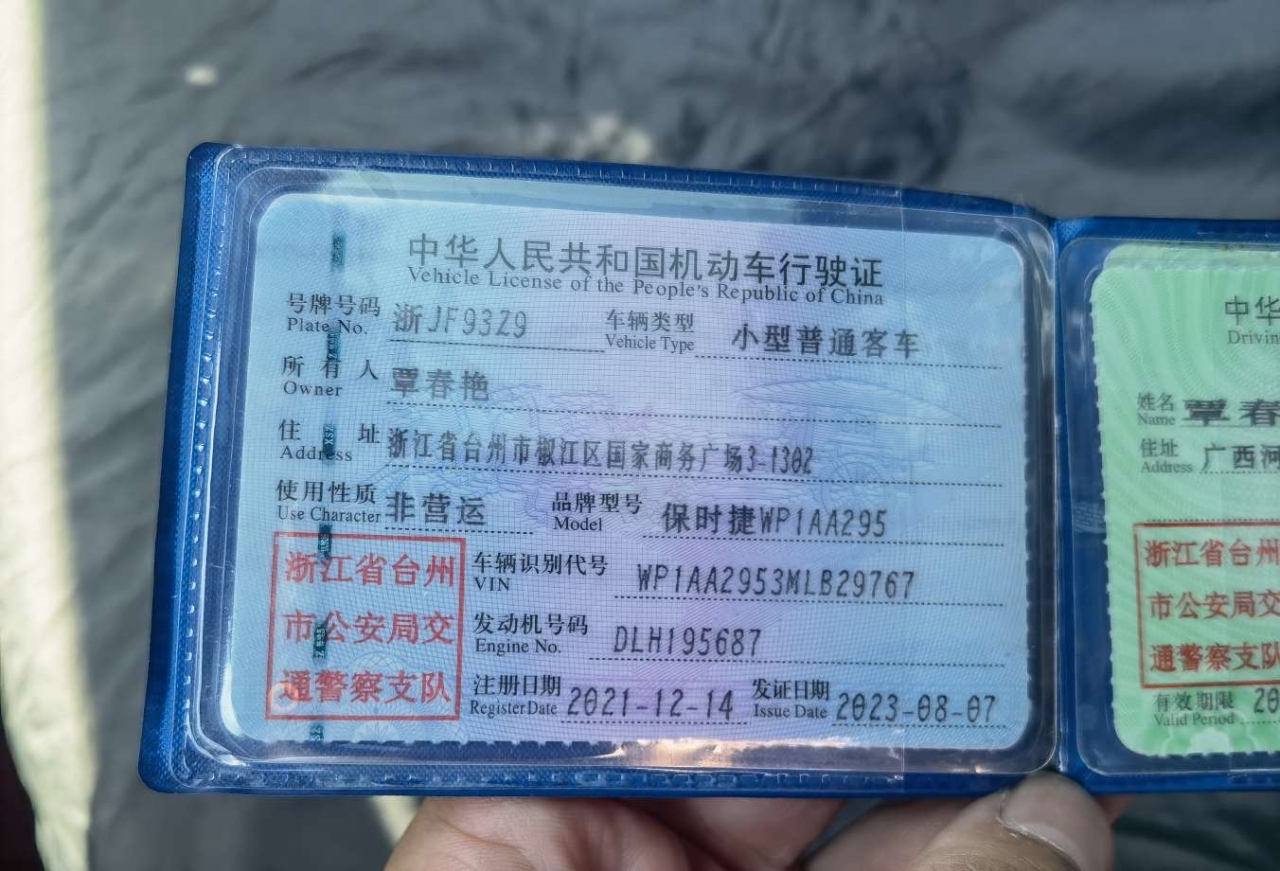 中华人民共和国机动车行驶证
Vehicle License of the People's Republic of China
号牌号码 浙JF93Z9 车辆类型 小型普通客车
Plate No. Vehicle Type
所有人 覃春艳
Owner
住址 浙江省台州市椒江区国家商务广场3-1302
Address
使用性质 非营运 品牌型号 保时捷WP1AA295
Use Character Model
浙江省台州
市公安局交
通警察支队
车辆识别代号 WP1AA2953MLB29767
VIN
发动机号码 DLH195687
Engine No.
注册日期 2021-12-14 发证日期 2023-08-07
Register Date Issue Date
中华
Drivin
姓名 覃春
Name
住址 广西河
Address
浙江省台州
市公安局交
通警察支队
有效期限 20
Valid Period